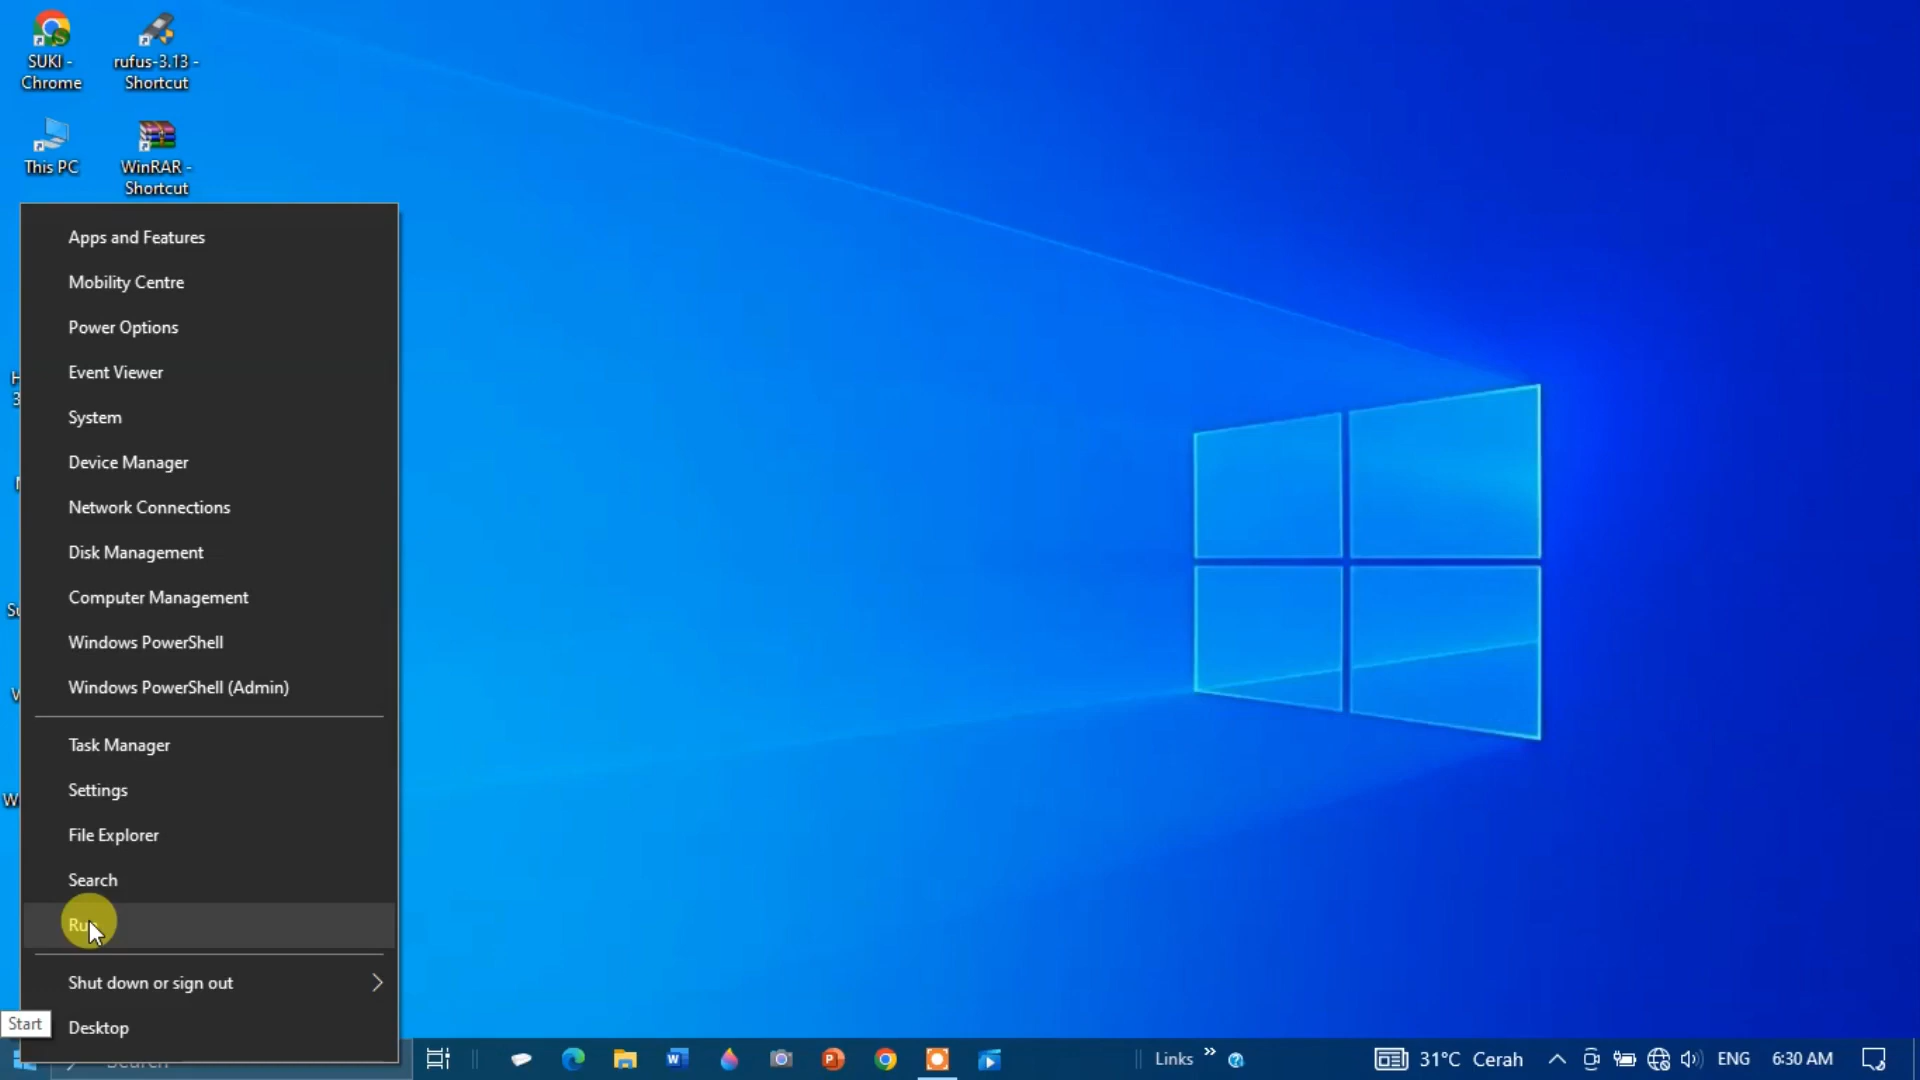 SUKI -
Chrome
rufus-3.13 -
Shortcut
This PC
WinRAR -
Shortcut
Apps and Features
Mobility Centre
Power Options
Event Viewer
System
Device Manager
Network Connections
Disk Management
Computer Management
Windows PowerShell
Windows PowerShell (Admin)
Task Manager
Settings
File Explorer
Search
Run
Shut down or sign out
Desktop
Start
Links
31°C Cerah
ENG
6:30 AM